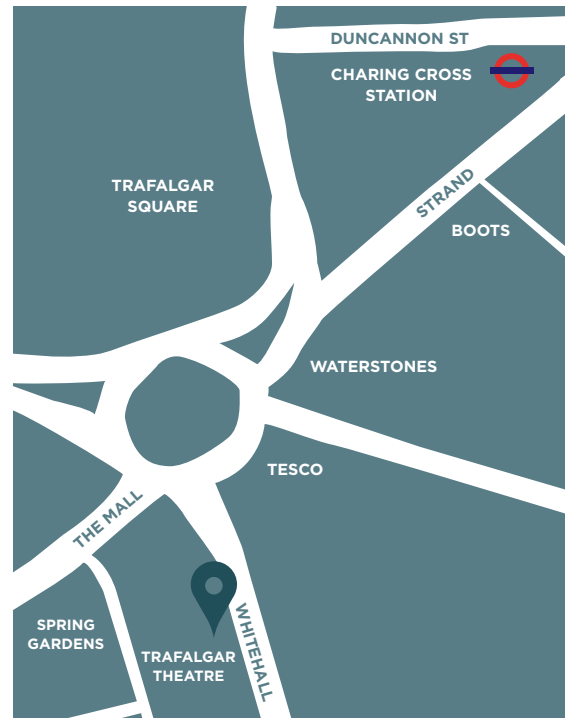 DUNCANNON ST
CHARING CROSS
STATION
TRAFALGAR
SQUARE
STRAND
BOOTS
WATERSTONES
TESCO
THE MALL
SPRING
GARDENS
TRAFALGAR
THEATRE
WHITEHALL